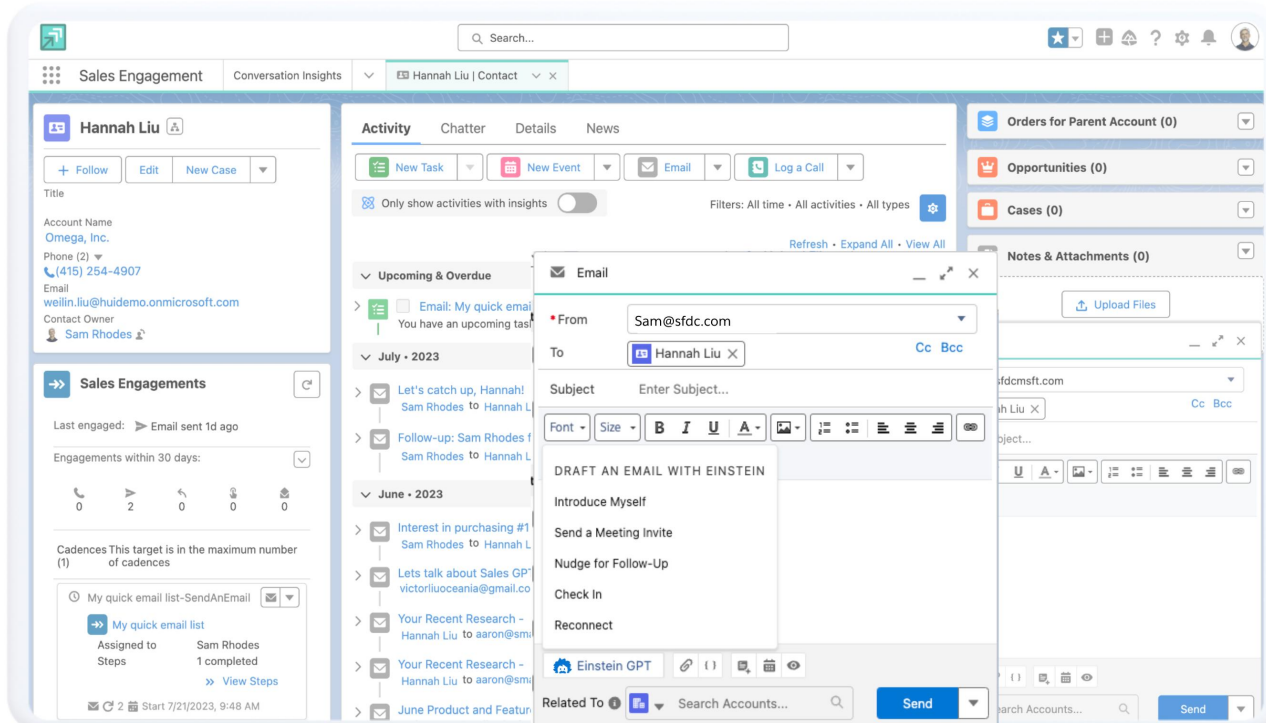 Search...
Sales Engagement
Conversation Insights
Hannah Liu | Contact
Hannah Liu
+ Follow
Edit
New Case
Title
Account Name
Omega, Inc.
Phone (2)
(415) 254-4907
Email
weilin.liu@huidemo.onmicrosoft.com
Contact Owner
Sam Rhodes
Sales Engagements
Last engaged: Email sent 1d ago
Engagements within 30 days:
0 2 0 0 0
Cadences This target is in the maximum number
(1) of cadences
My quick email list-SendAnEmail
My quick email list
Assigned to Sam Rhodes
Steps 1 completed
View Steps
2 Start 7/21/2023, 9:48 AM
Activity Chatter Details News
New Task
New Event
Email
Log a Call
Only show activities with insights
Filters: All time • All activities • All types
Refresh • Expand All • View All
Upcoming & Overdue
Email: My quick emai
You have an upcoming tas
July • 2023
Let's catch up, Hannah!
Sam Rhodes to Hannah L
Follow-up: Sam Rhodes f
Sam Rhodes to Hannah L
June • 2023
Interest in purchasing #1
Sam Rhodes to Hannah L
Lets talk about Sales GP
victorliuoceania@gmail.co
Your Recent Research -
Hannah Liu to aaron@sma
Your Recent Research -
Hannah Liu to aaron@sma
June Product and Featur
Email
*From Sam@sfdc.com
To Hannah Liu
Cc Bcc
Subject Enter Subject...
Font
Size
B I U A
DRAFT AN EMAIL WITH EINSTEIN
Introduce Myself
Send a Meeting Invite
Nudge for Follow-Up
Check In
Reconnect
Einstein GPT
Related To
Search Accounts...
Send
Orders for Parent Account (0)
Opportunities (0)
Cases (0)
Notes & Attachments (0)
Upload Files
sfdcmsft.com
h Liu
Cc Bcc
bject...
U A
earch Accounts...
Send